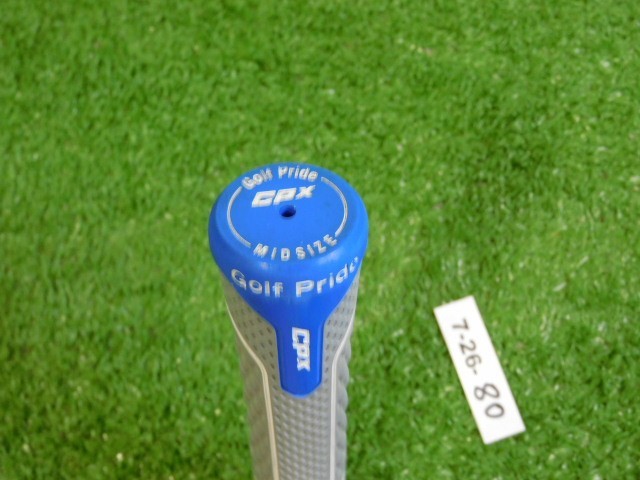 Golf Pride
CPX
MIDSIZE
Golf Pride
CPX
7-26-80